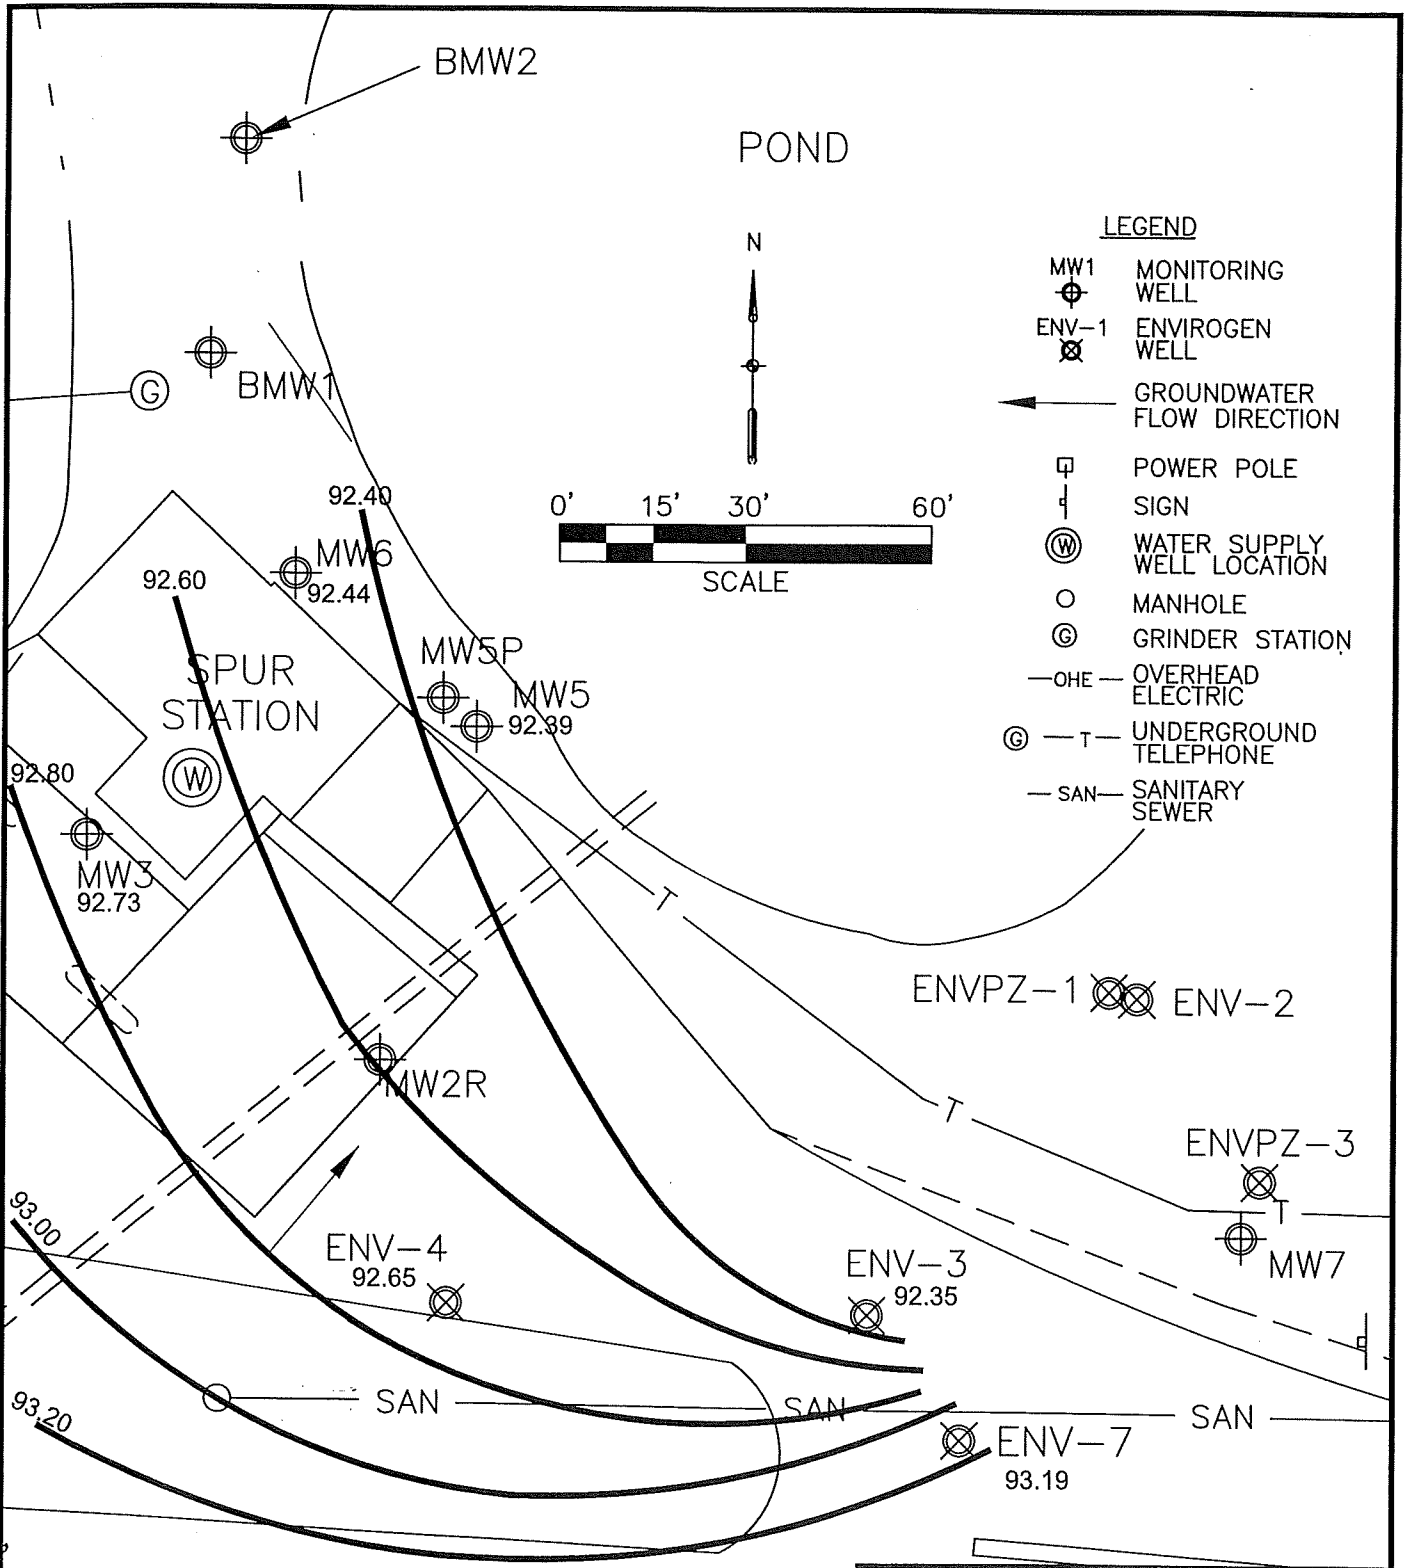 BMW2
POND
N
LEGEND
MW1 MONITORING
WELL
ENV-1 ENVIROGEN
WELL
GROUNDWATER
FLOW DIRECTION
POWER POLE
SIGN
W WATER SUPPLY
WELL LOCATION
MANHOLE
G GRINDER STATION
OHE OVERHEAD
ELECTRIC
G T UNDERGROUND
TELEPHONE
SAN SANITARY
SEWER
G
BMW1
0' 15' 30' 60'
SCALE
92.40
MW6
92.44
92.60
SPUR
STATION
W
MW5P
MW5
92.39
92.80
MW3
92.73
T
ENVPZ-1
ENV-2
MW2R
T
ENVPZ-3
T
MW7
93.00
ENV-4
92.65
ENV-3
92.35
SAN
SAN
SAN
93.20
ENV-7
93.19